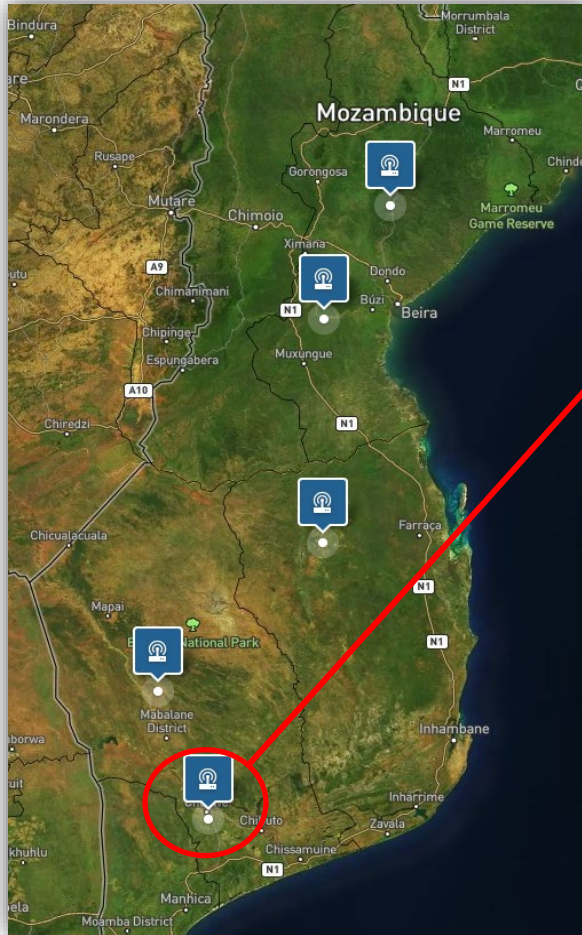 Morrumbala
District
Bindura
N1
Mozambique
Marondera
Marromeu
Rusape
Gorongosa
Chinde
Mutare
Chimoio
Marromeu
Game Reserve
Ximana
A9
Dondo
Chimanimani
Búzi
N1
Beira
Chipinge
Espungabera
Muxungue
A10
Chiredzi
N1
Farraça
Chicualacuala
N1
Mapai
National Park
N1
Mabalane
District
Inhambane
Inharrime
Zavala
Chissamuine
N1
Manhica
Moamba District